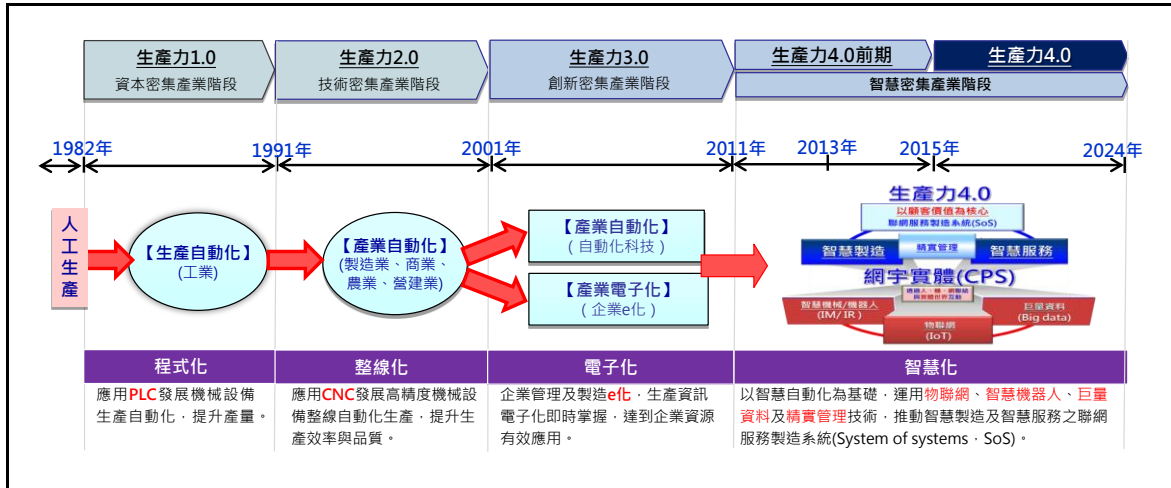 生產力1.0
資本密集產業階段
生產力2.0
技術密集產業階段
生產力3.0
創新密集產業階段
生產力4.0前期
生產力4.0
智慧密集產業階段
1982年
1991年
2001年
2011年
2013年
2015年
2024年
人工生產
【生產自動化】
(工業)
【產業自動化】
(製造業、商業、
農業、營建業)
【產業自動化】
(自動化科技)
【產業電子化】
(企業e化)
生產力4.0
以顧客價值為核心
聯網服務製造系統(SoS)
智慧製造
精實管理
智慧服務
網宇實體(CPS)
透過人、機、網聯結
與實體世界互動
智慧機械/機器人
(IM/ IR)
巨量資料
(Big data)
物聯網
(IoT)
程式化
整線化
電子化
智慧化
應用PLC發展機械設備
生產自動化，提升產量。
應用CNC發展高精度機械設
備整線自動化生產，提升生
產效率與品質。
企業管理及製造e化，生產資訊
電子化即時掌握，達到企業資源
有效應用。
以智慧自動化為基礎，運用物聯網、智慧機器人、巨量
資料及精實管理技術，推動智慧製造及智慧服務之聯網
服務製造系統(System of systems，SoS)。